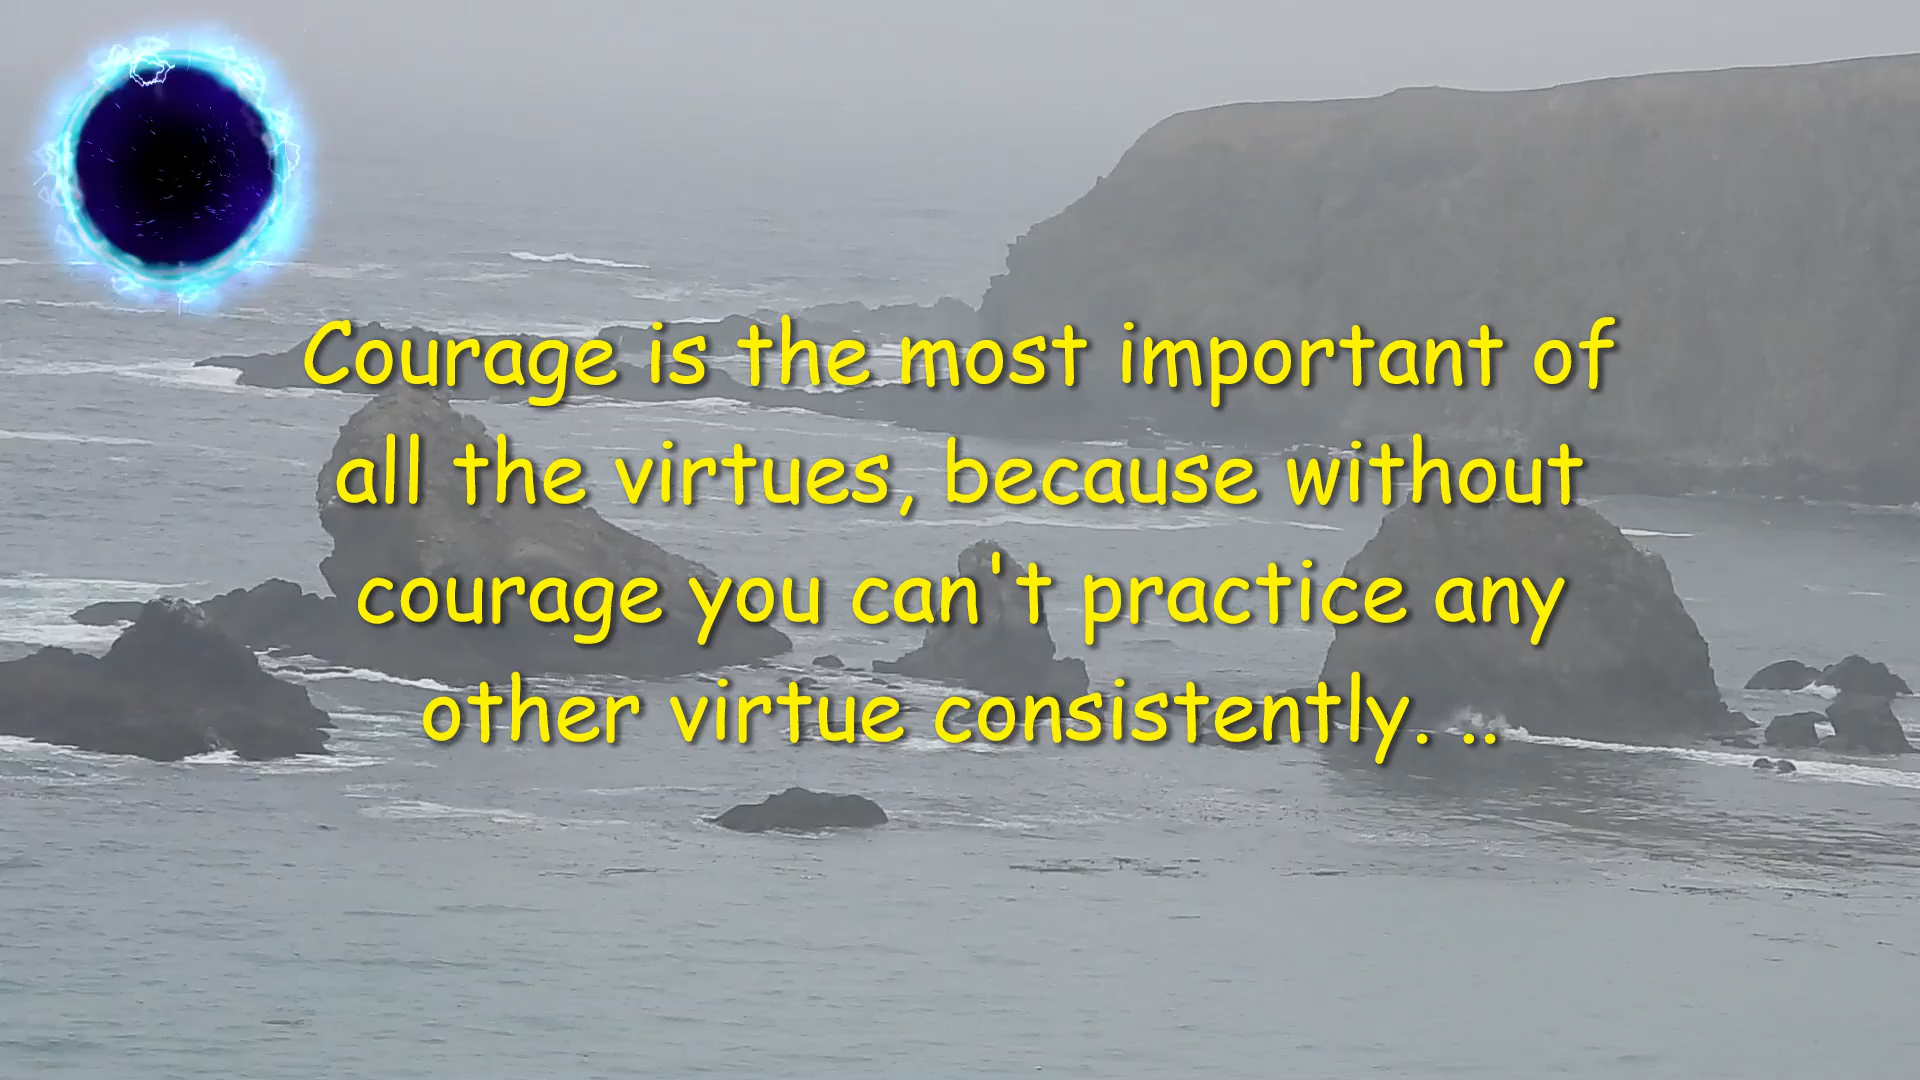 Courage is the most important of
all the virtues, because without
courage you can't practice any
other virtue consistently. ..